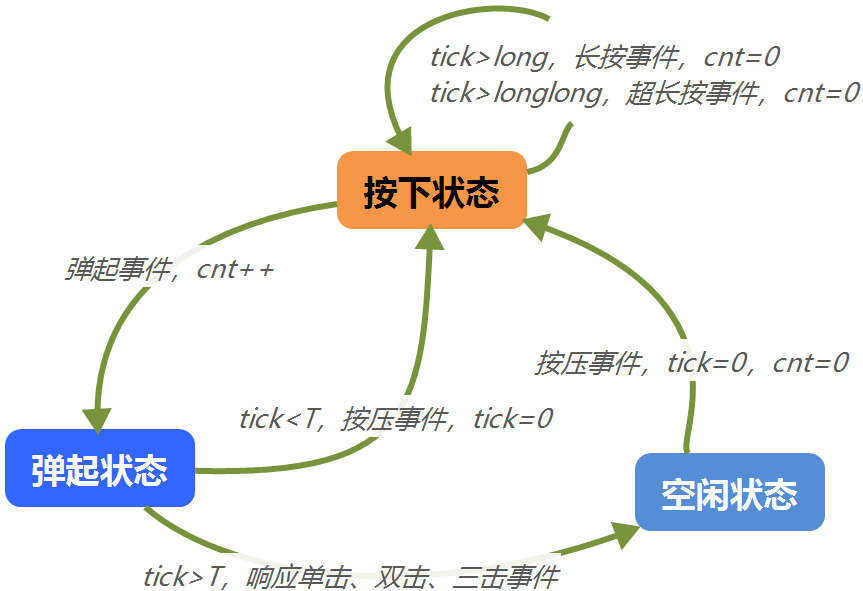 tick>long，长按事件，cnt=0
tick>longlong，超长按事件，cnt=0
按下状态
弹起事件，cnt++
按压事件，tick=0，cnt=0
tick<T，按压事件，tick=0
弹起状态
空闲状态
tick>T，响应单击、双击、三击事件